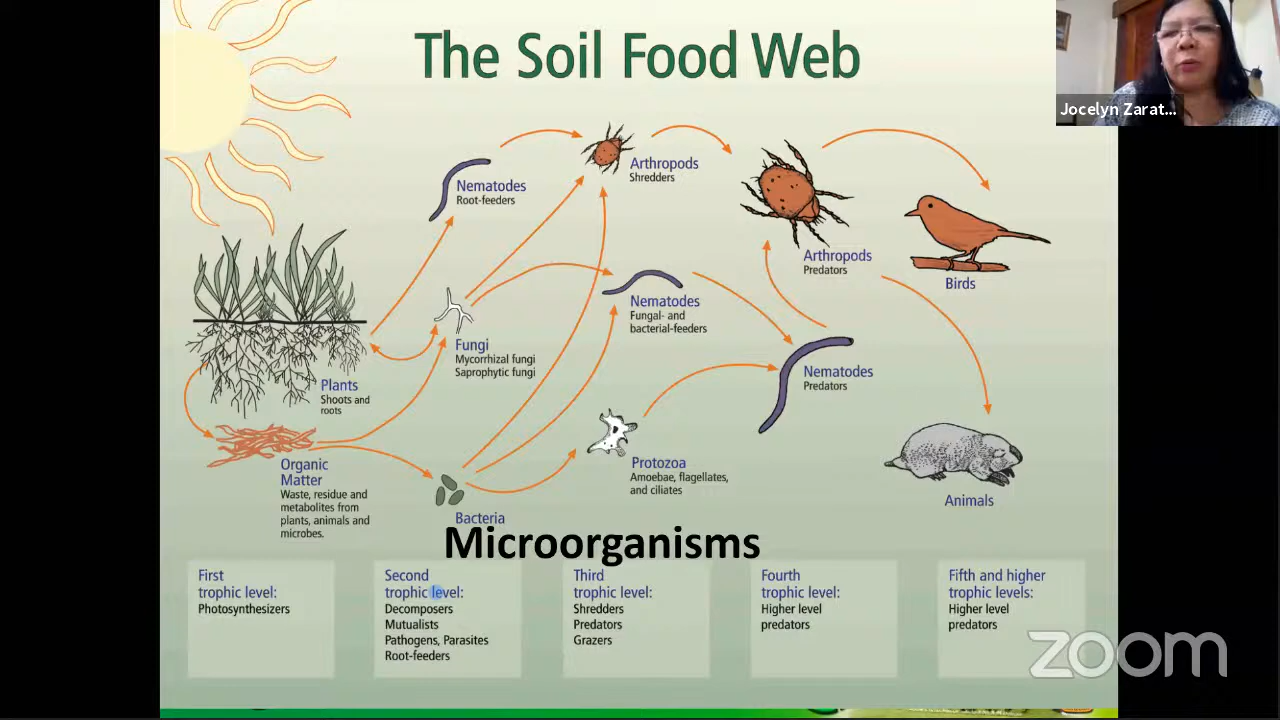 The Soil Food Web
Jocelyn Zarat...
Arthropods
Shredders
Nematodes
Root-feeders
Arthropods
Predators
Birds
Nematodes
Fungal- and
bacterial-feeders
Fungi
Mycorrhizal fungi
Saprophytic fungi
Nematodes
Predators
Plants
Shoots and
roots
Organic
Matter
Waste, residue and
metabolites from
plants, animals and
microbes.
Protozoa
Amoebae, flagellates,
and ciliates
Animals
Bacteria
Microorganisms
First
trophic level:
Photosynthesizers
Second
trophic level:
Decomposers
Mutualists
Pathogens, Parasites
Root-feeders
Third
trophic level:
Shredders
Predators
Grazers
Fourth
trophic level:
Higher level
predators
Fifth and higher
trophic levels:
Higher level
predators
zoom